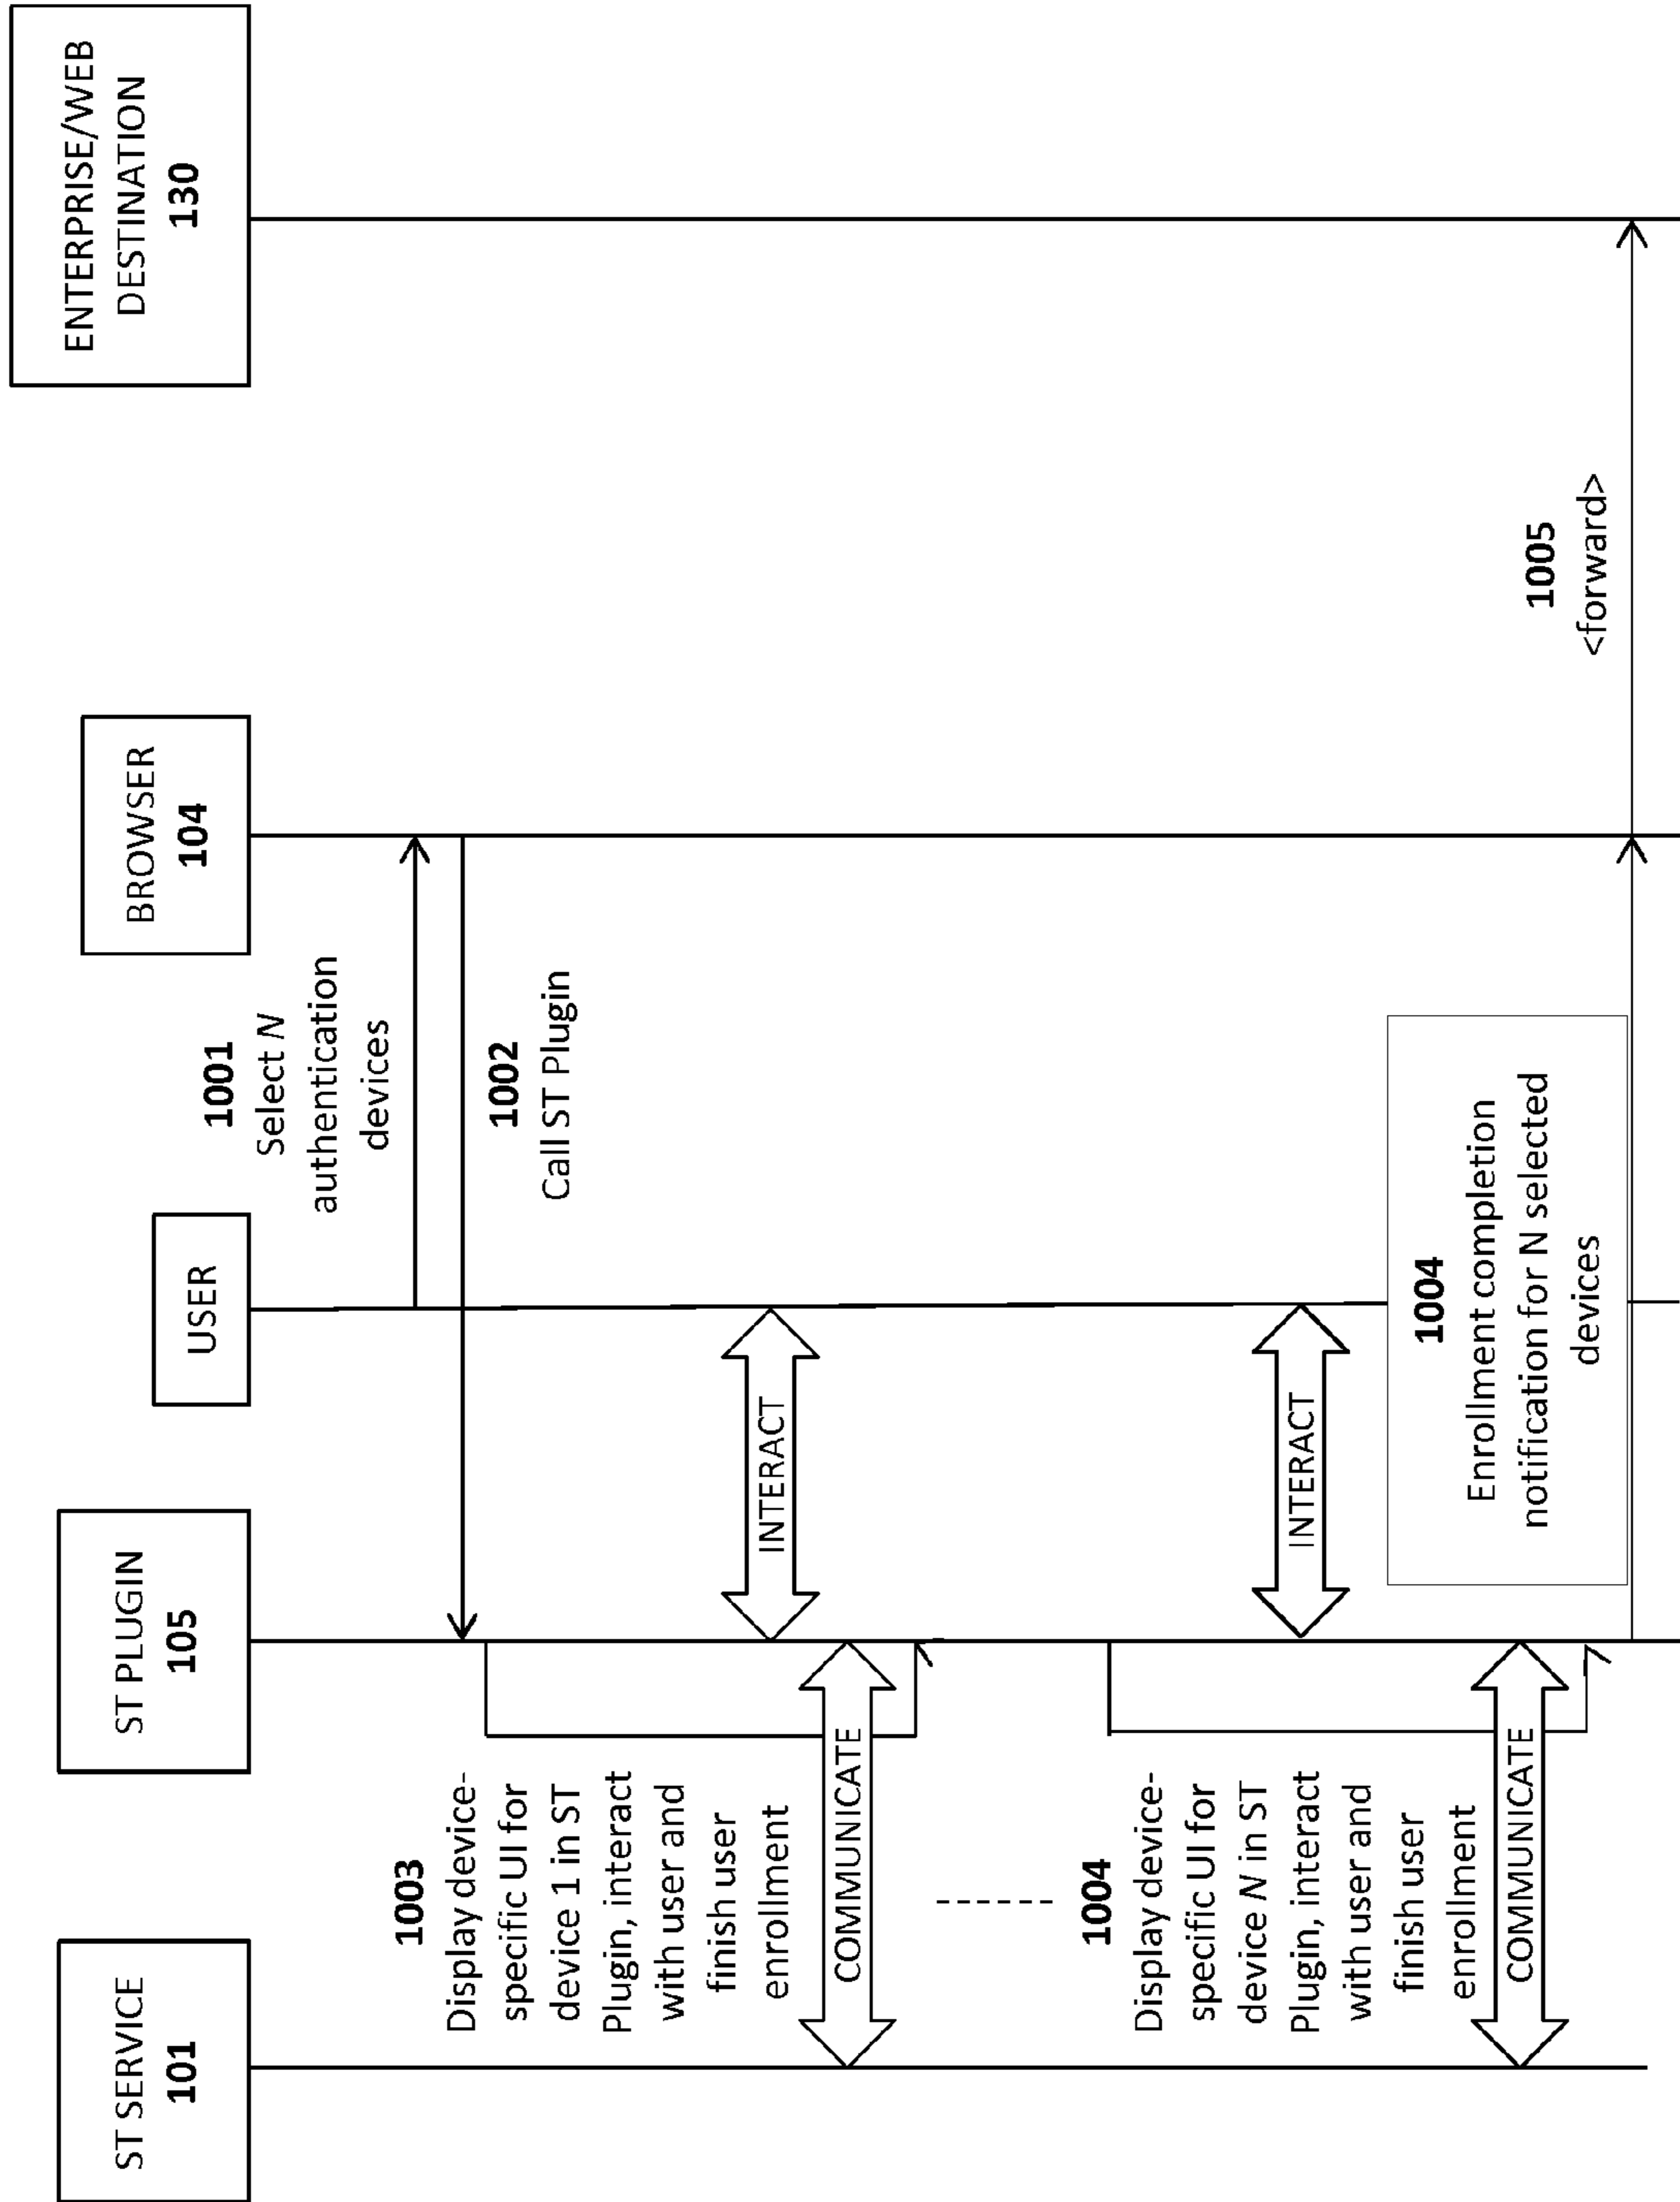 ST SERVICE
101
ST PLUGIN
105
USER
BROWSER
104
ENTERPRISE/WEB
DESTINATION
130
1001
Select N
authentication
devices
1002
Call ST Plugin
1003
Display device-
specific UI for
device 1 in ST
Plugin, interact
with user and
finish user
enrollment
INTERACT
COMMUNICATE
1004
Display device-
specific UI for
device N in ST
Plugin, interact
with user and
finish user
enrollment
INTERACT
COMMUNICATE
1004
Enrollment completion
notification for N selected
devices
1005
<forward>